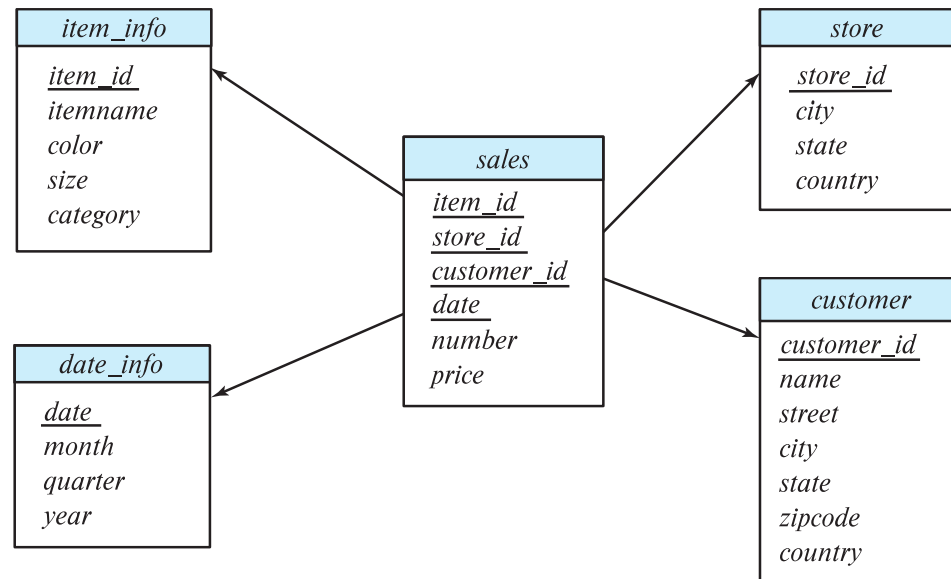 item_info
item_id
itemname
color
size
category
store
store_id
city
state
country
sales
item_id
store_id
customer_id
date
number
price
date_info
date
month
quarter
year
customer
customer_id
name
street
city
state
zipcode
country